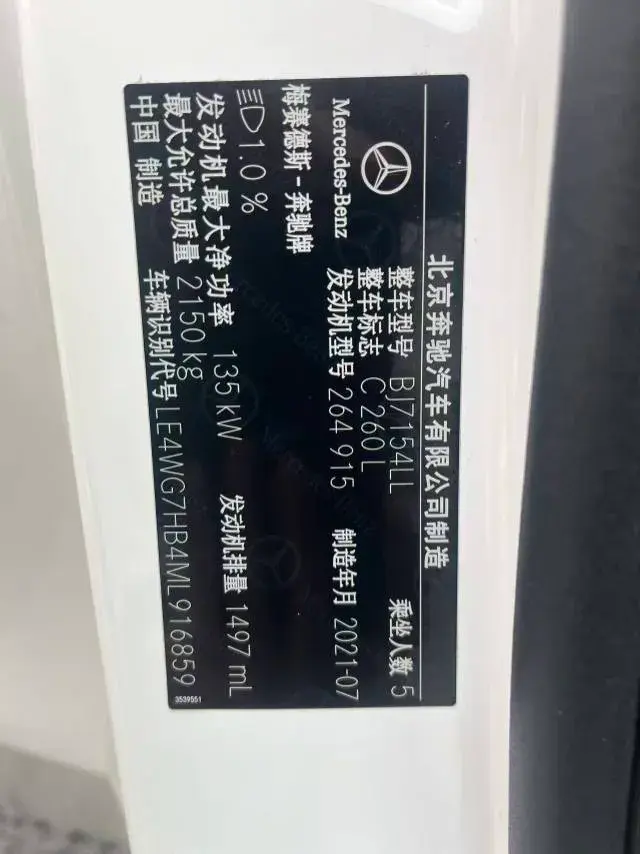 北京奔驰汽车有限公司制造
Mercedes-Benz
梅赛德斯-奔驰牌
整车型号 BJ7154LL 乘坐人数 5
整车标志 C 260 L
发动机型号 264 915 制造年月 2021-07
1.0 %
发动机最大净功率 135 kW 发动机排量 1497 mL
最大允许总质量 2150 kg
中国 制造 车辆识别代号 LE4WG7HB4ML916859
3539551